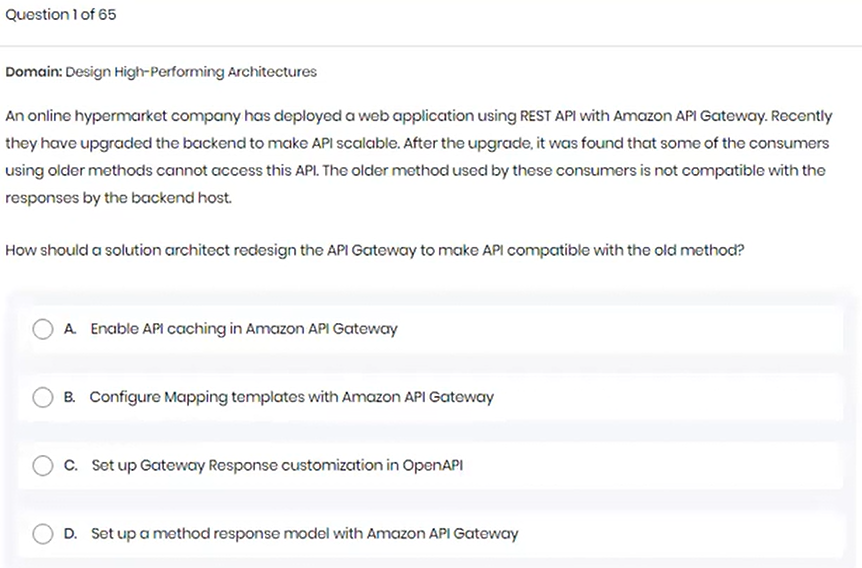 Question 1 of 65
Domain: Design High-Performing Architectures
An online hypermarket company has deployed a web application using REST API with Amazon API Gateway. Recently
they have upgraded the backend to make API scalable. After the upgrade, it was found that some of the consumers
using older methods cannot access this API. The older method used by these consumers is not compatible with the
responses by the backend host.
How should a solution architect redesign the API Gateway to make API compatible with the old method?
A. Enable API caching in Amazon API Gateway
B. Configure Mapping templates with Amazon API Gateway
C. Set up Gateway Response customization in OpenAPI
D. Set up a method response model with Amazon API Gateway